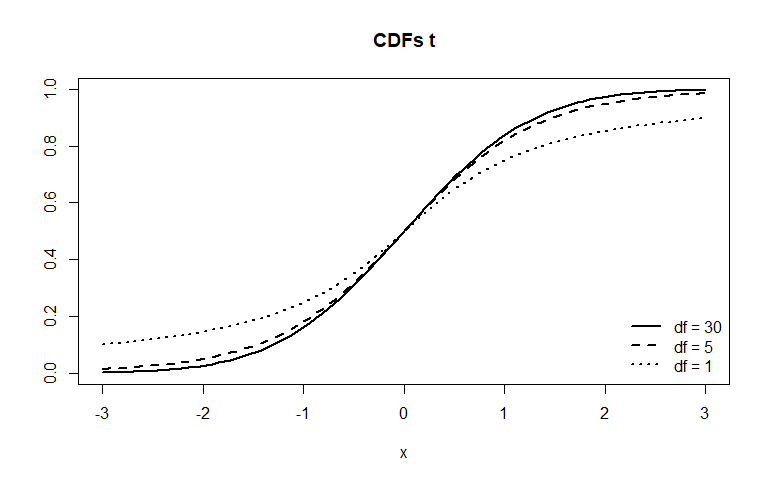 CDFs t
1.0
0.8
0.6
0.4
0.2
0.0
df = 30
df = 5
df = 1
-3 -2 -1 0 1 2 3
x